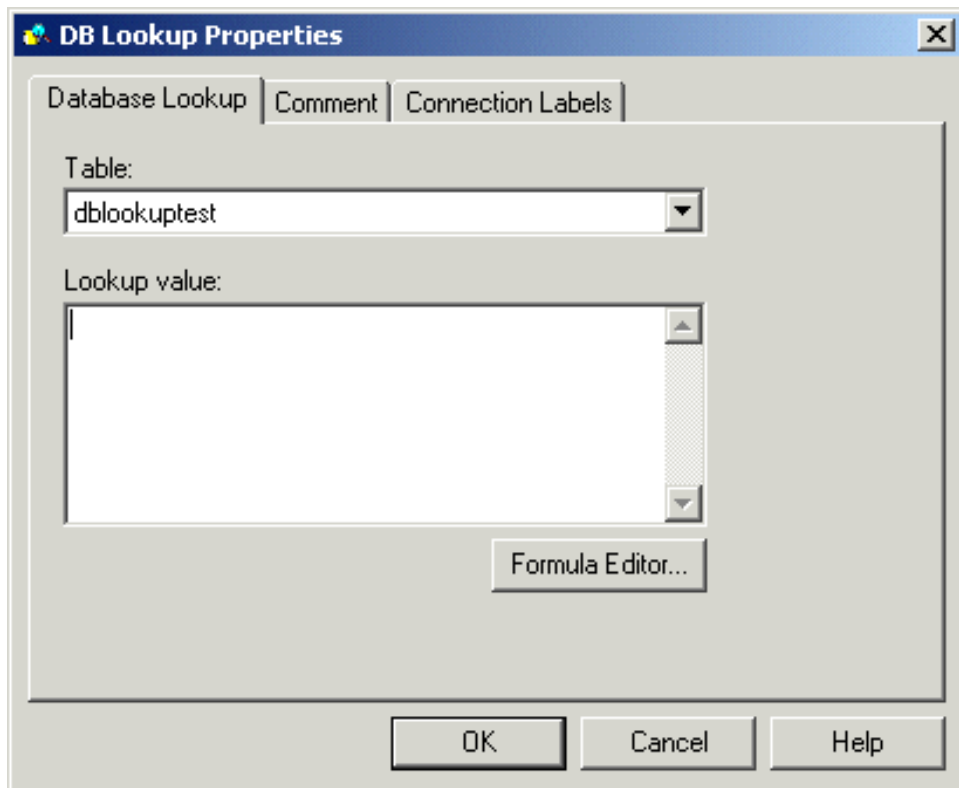 DB Lookup Properties
Database Lookup Comment Connection Labels
Table:
dblookuptest
Lookup value:
Formula Editor...
OK Cancel Help